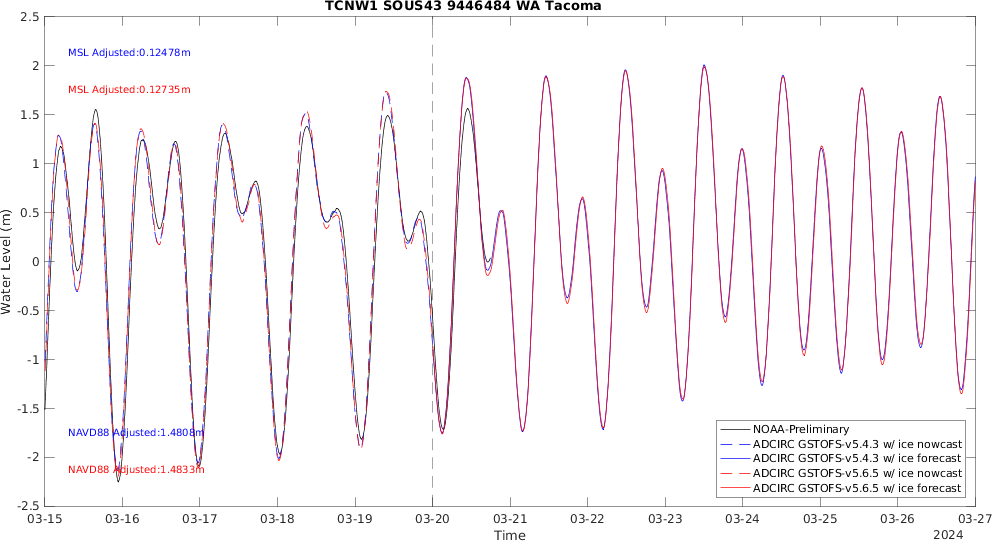 TCNW1 SOUS43 9446484 WA Tacoma
2.5
2
1.5
1
0.5
0
-0.5
-1
-1.5
-2
-2.5
Water Level (m)
MSL Adjusted:0.12478m
MSL Adjusted:0.12735m
NAVD88 Adjusted:1.4808m
NAVD88 Adjusted:1.4833m
NOAA-Preliminary
ADCIRC GSTOFS-v5.4.3 w/ ice nowcast
ADCIRC GSTOFS-v5.4.3 w/ ice forecast
ADCIRC GSTOFS-v5.6.5 w/ ice nowcast
ADCIRC GSTOFS-v5.6.5 w/ ice forecast
03-15 03-16 03-17 03-18 03-19 03-20 03-21 03-22 03-23 03-24 03-25 03-26 03-27
Time
2024